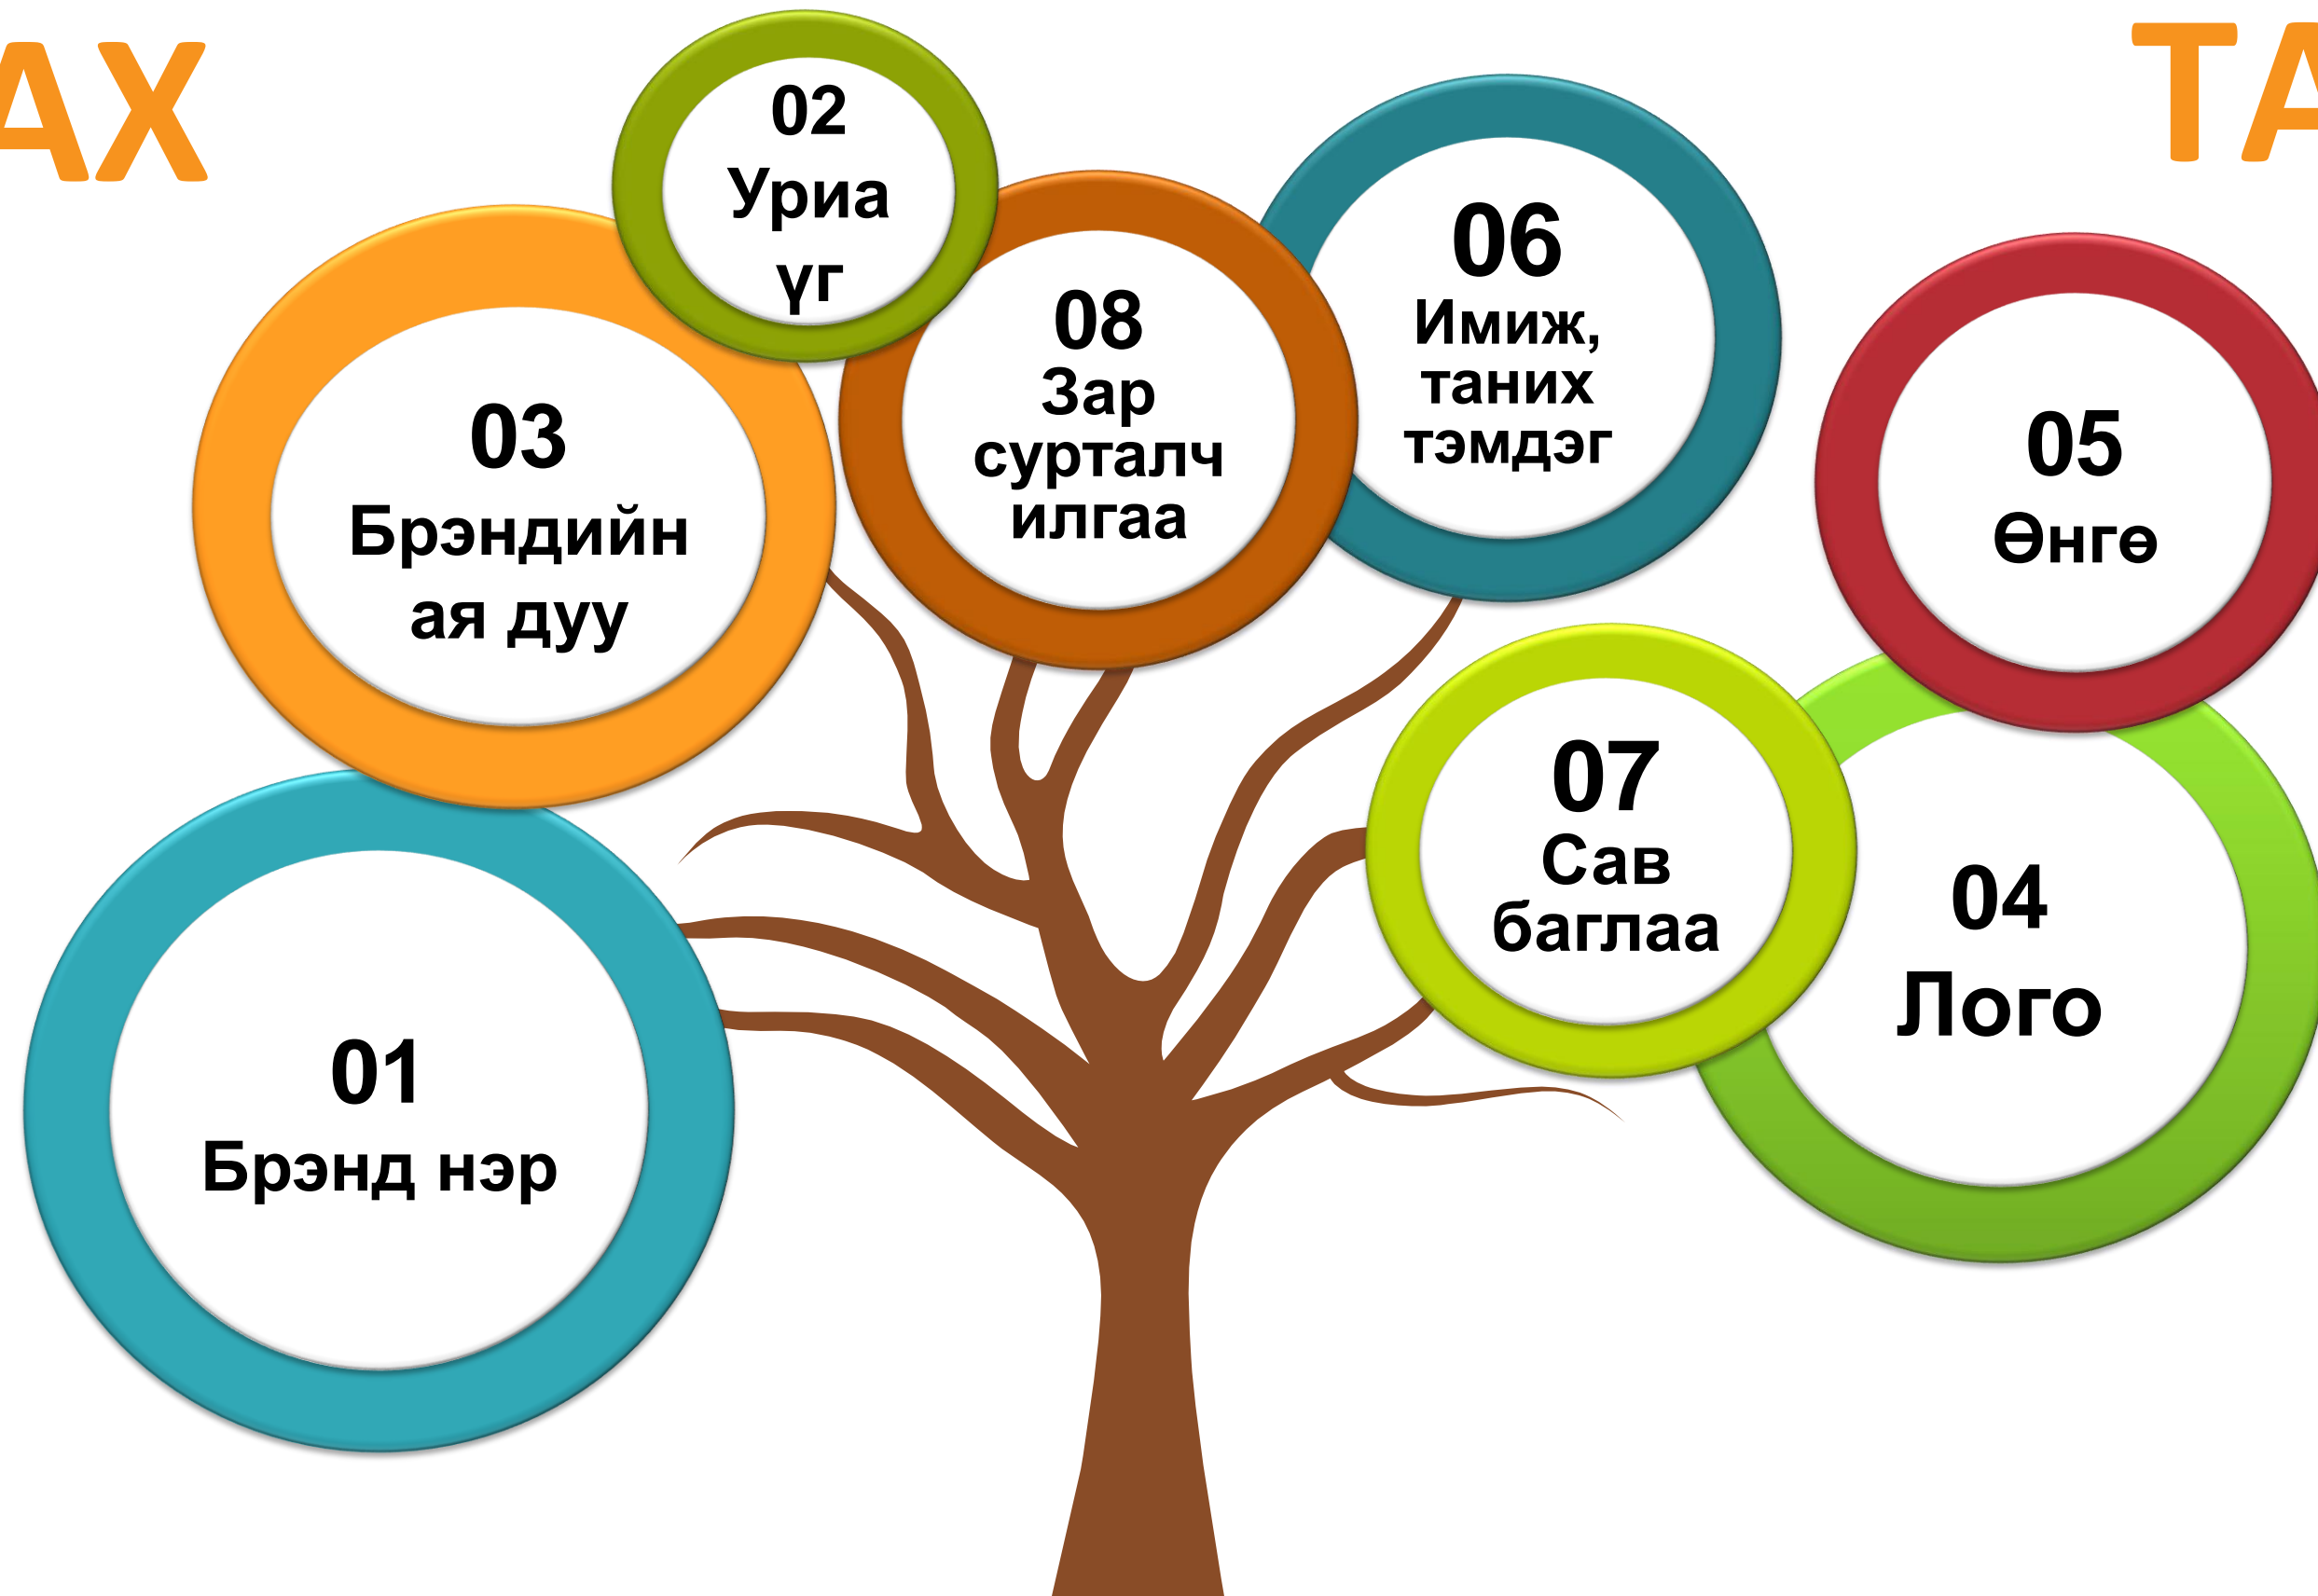 АХ
ТА
02
Уриа
үг
03
Брэндийн
ая дуу
08
Зар
сурталч
илгаа
06
Имиж,
таних
тэмдэг
05
Өнгө
01
Брэнд нэр
07
Сав
баглаа
04
Лого